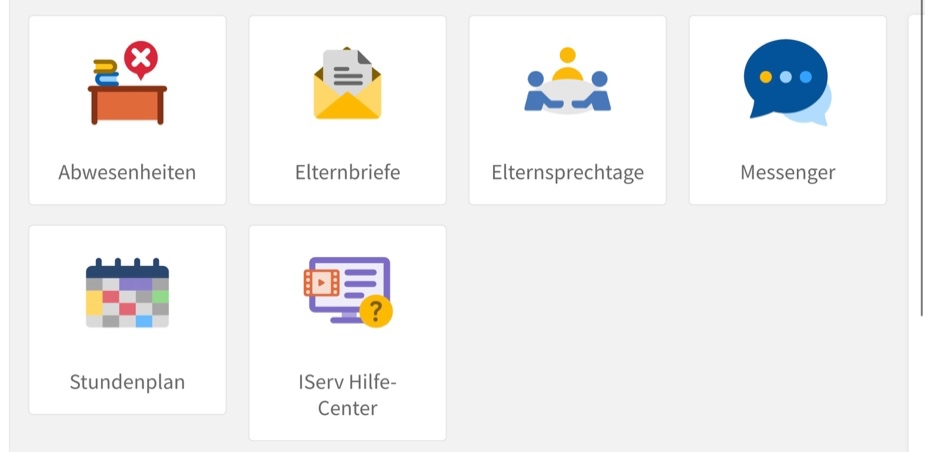 Abwesenheiten
Elternbriefe
Elternsprechtage
Messenger
Stundenplan
IServ Hilfe-
Center